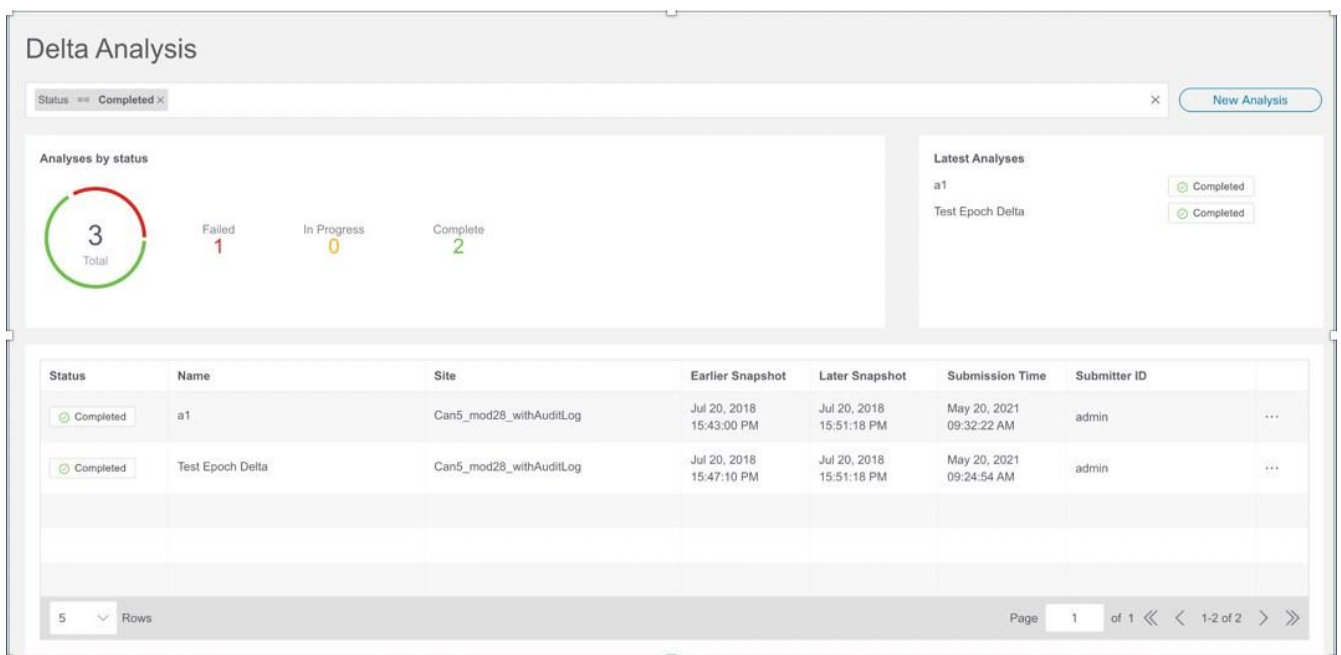 Delta Analysis
Status == Completed ×
× New Analysis
Analyses by status
3
Total
Failed
1
In Progress
0
Complete
2
Latest Analyses
a1 Completed
Test Epoch Delta Completed
Status Name Site Earlier Snapshot Later Snapshot Submission Time Submitter ID
Completed a1 Can5_mod28_withAuditLog Jul 20, 2018 15:43:00 PM Jul 20, 2018 15:51:18 PM May 20, 2021 09:32:22 AM admin ...
Completed Test Epoch Delta Can5_mod28_withAuditLog Jul 20, 2018 15:47:10 PM Jul 20, 2018 15:51:18 PM May 20, 2021 09:24:54 AM admin ...
5 Rows Page 1 of 1 1-2 of 2